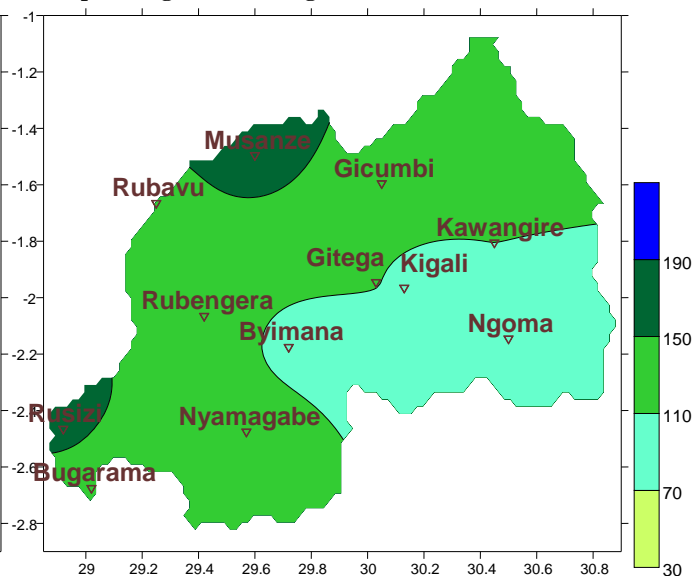 -1
-1.2
-1.4
Musanze
-1.6
Gicumbi
Rubavu
-1.8
Kawangire
Gitega
Kigali
190
-2
Rubengera
Ngoma
Byimana
150
-2.2
-2.4
Rusizi
Nyamagabe
110
-2.6
Bugarama
70
-2.8
30
29 29.2 29.4 29.6 29.8 30 30.2 30.4 30.6 30.8